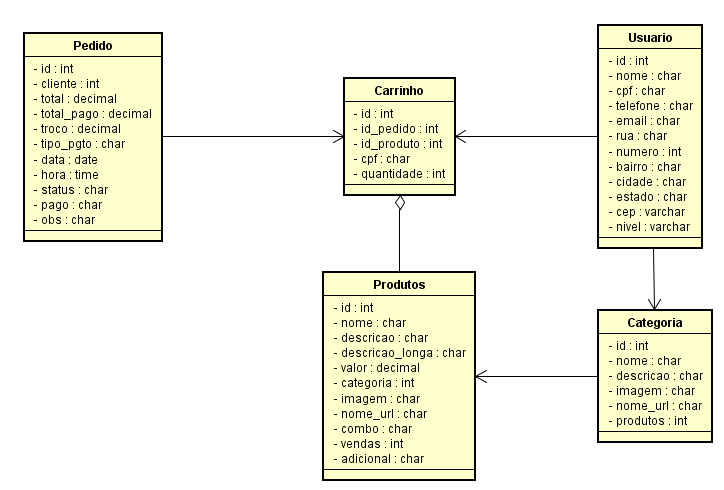 Pedido
- id : int
- cliente : int
- total : decimal
- total_pago : decimal
- troco : decimal
- tipo_pgto : char
- data : date
- hora : time
- status : char
- pago : char
- obs : char
Carrinho
- id : int
- id_pedido : int
- id_produto : int
- cpf : char
- quantidade : int
Usuario
- id : int
- nome : char
- cpf : char
- telefone : char
- email : char
- rua : char
- numero : int
- bairro : char
- cidade : char
- estado : char
- cep : varchar
- nivel : varchar
Produtos
- id : int
- nome : char
- descricao : char
- descricao_longa : char
- valor : decimal
- categoria : int
- imagem : char
- nome_url : char
- combo : char
- vendas : int
- adicional : char
Categoria
- id : int
- nome : char
- descricao : char
- imagem : char
- nome_url : char
- produtos : int